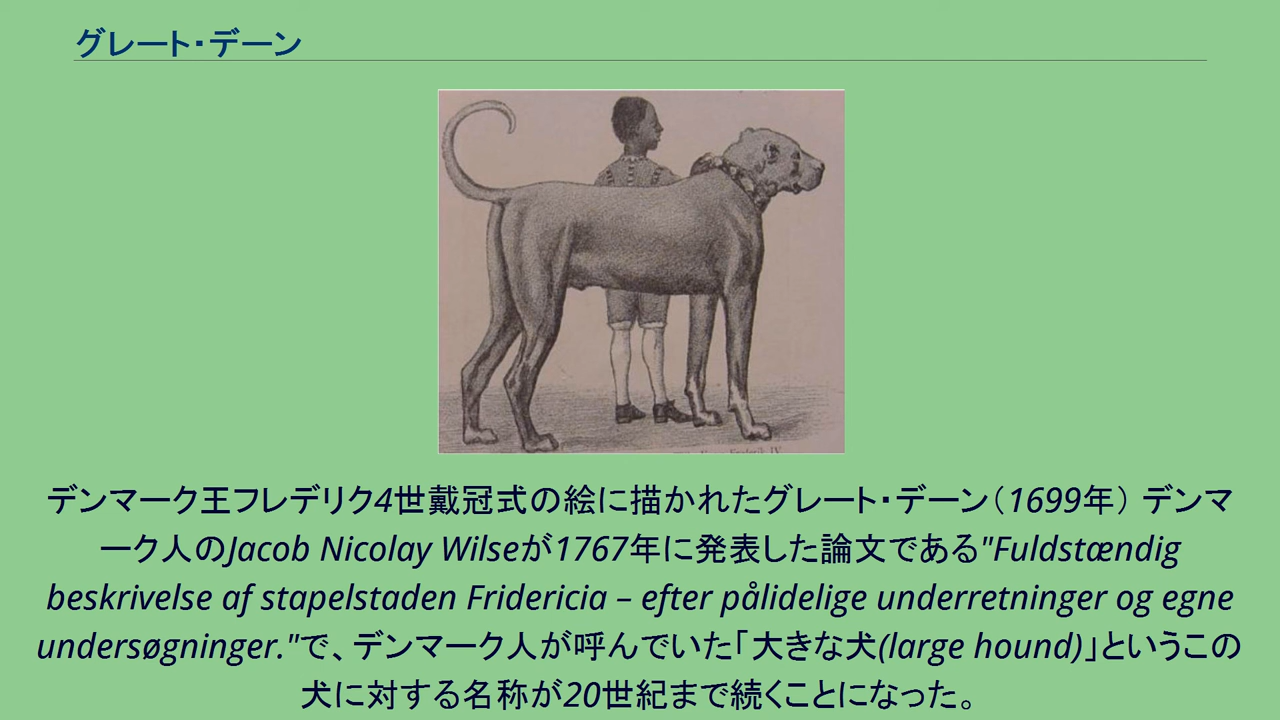 グレート・デーン
デンマーク王フレデリク4世戴冠式の絵に描かれたグレート・デーン（1699年） デンマ
ーク人のJacob Nicolay Wilseが1767年に発表した論文である"Fuldstændig
beskrivelse af stapelstaden Fridericia – efter pålidelige underretninger og egne
undersøgninger."で、デンマーク人が呼んでいた「大きな犬(large hound)」というこの
犬に対する名称が20世紀まで続くことになった。